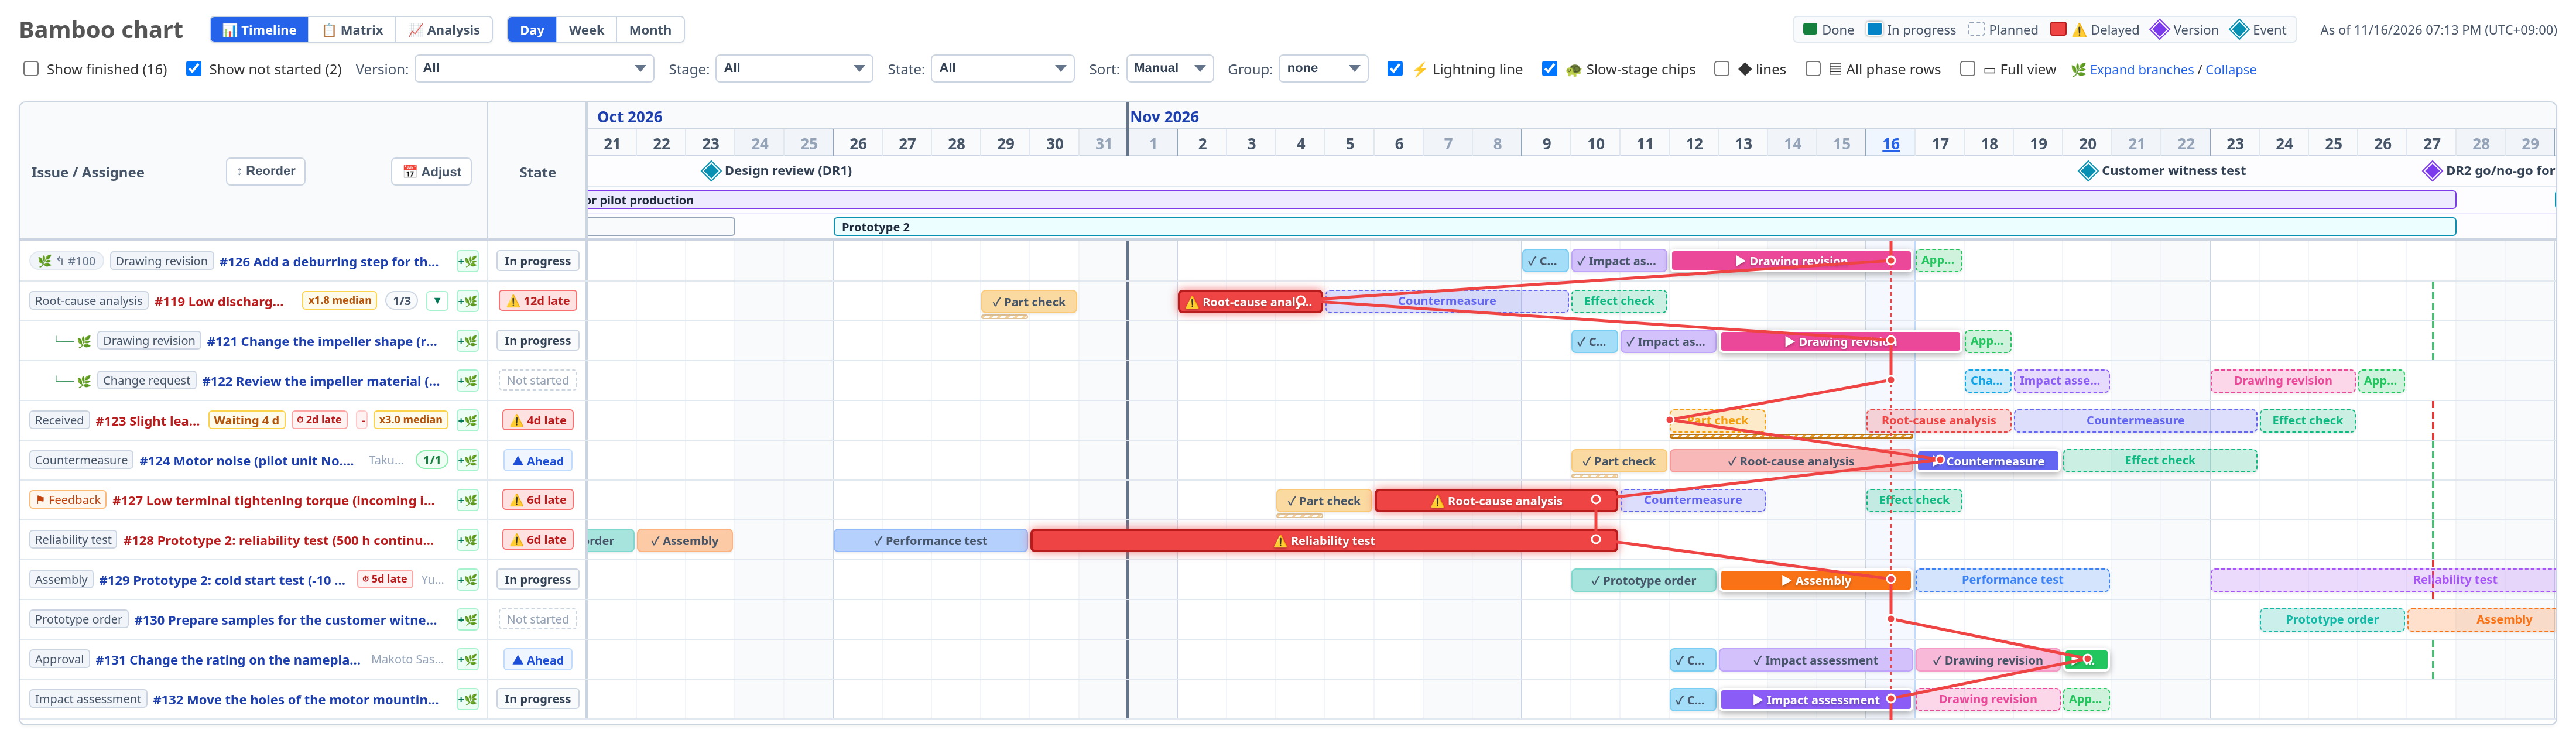 Bamboo chart 📊 Timeline 📋 Matrix 📈 Analysis Day Week Month Done In progress Planned ⚠️ Delayed Version Event As of 11/16/2026 07:13 PM (UTC+09:00)
Show finished (16) Show not started (2) Version: All Stage: All State: All Sort: Manual Group: none ⚡ Lightning line 🐢 Slow-stage chips ◆ lines ▤ All phase rows ▭ Full view 🌿 Expand branches / Collapse
Oct 2026 Nov 2026
21 22 23 24 25 26 27 28 29 30 31 1 2 3 4 5 6 7 8 9 10 11 12 13 14 15 16 17 18 19 20 21 22 23 24 25 26 27 28 29
Issue / Assignee ↕ Reorder 📅 Adjust State
Design review (DR1) Customer witness test DR2 go/no-go for
or pilot production
Prototype 2
🌿 ↰ #100 Drawing revision #126 Add a deburring step for th... +🌿 In progress ✓ C... ✓ Impact as... ▶ Drawing revision App...
Root-cause analysis #119 Low discharg... x1.8 median 1/3 ▼ +🌿 ⚠️ 12d late ✓ Part check ⚠️ Root-cause anal... Countermeasure Effect check
🌿 Drawing revision #121 Change the impeller shape (r... +🌿 In progress ✓ C... ✓ Impact as... ▶ Drawing revision App...
🌿 Change request #122 Review the impeller material (... +🌿 Not started Cha... Impact asse... Drawing revision App...
Received #123 Slight lea... Waiting 4 d ⏱ 2d late - x3.0 median +🌿 ⚠️ 4d late Part check Root-cause analysis Countermeasure Effect check
Countermeasure #124 Motor noise (pilot unit No.... Taku... 1/1 +🌿 ▲ Ahead ✓ Part check ✓ Root-cause analysis ▶ Countermeasure Effect check
⚑ Feedback #127 Low terminal tightening torque (incoming i... +🌿 ⚠️ 6d late ✓ Part check ⚠️ Root-cause analysis Countermeasure Effect check
Reliability test #128 Prototype 2: reliability test (500 h continu... +🌿 ⚠️ 6d late order ✓ Assembly ✓ Performance test ⚠️ Reliability test
Assembly #129 Prototype 2: cold start test (-10 ... ⏱ 5d late Yu... +🌿 In progress ✓ Prototype order ▶ Assembly Performance test Reliability test
Prototype order #130 Prepare samples for the customer witne... +🌿 Not started Prototype order Assembly
Approval #131 Change the rating on the namepla... Makoto Sas... +🌿 ▲ Ahead ✓ C... ✓ Impact assessment ✓ Drawing revision
Impact assessment #132 Move the holes of the motor mountin... +🌿 In progress ✓ C... ▶ Impact assessment Drawing revision App...